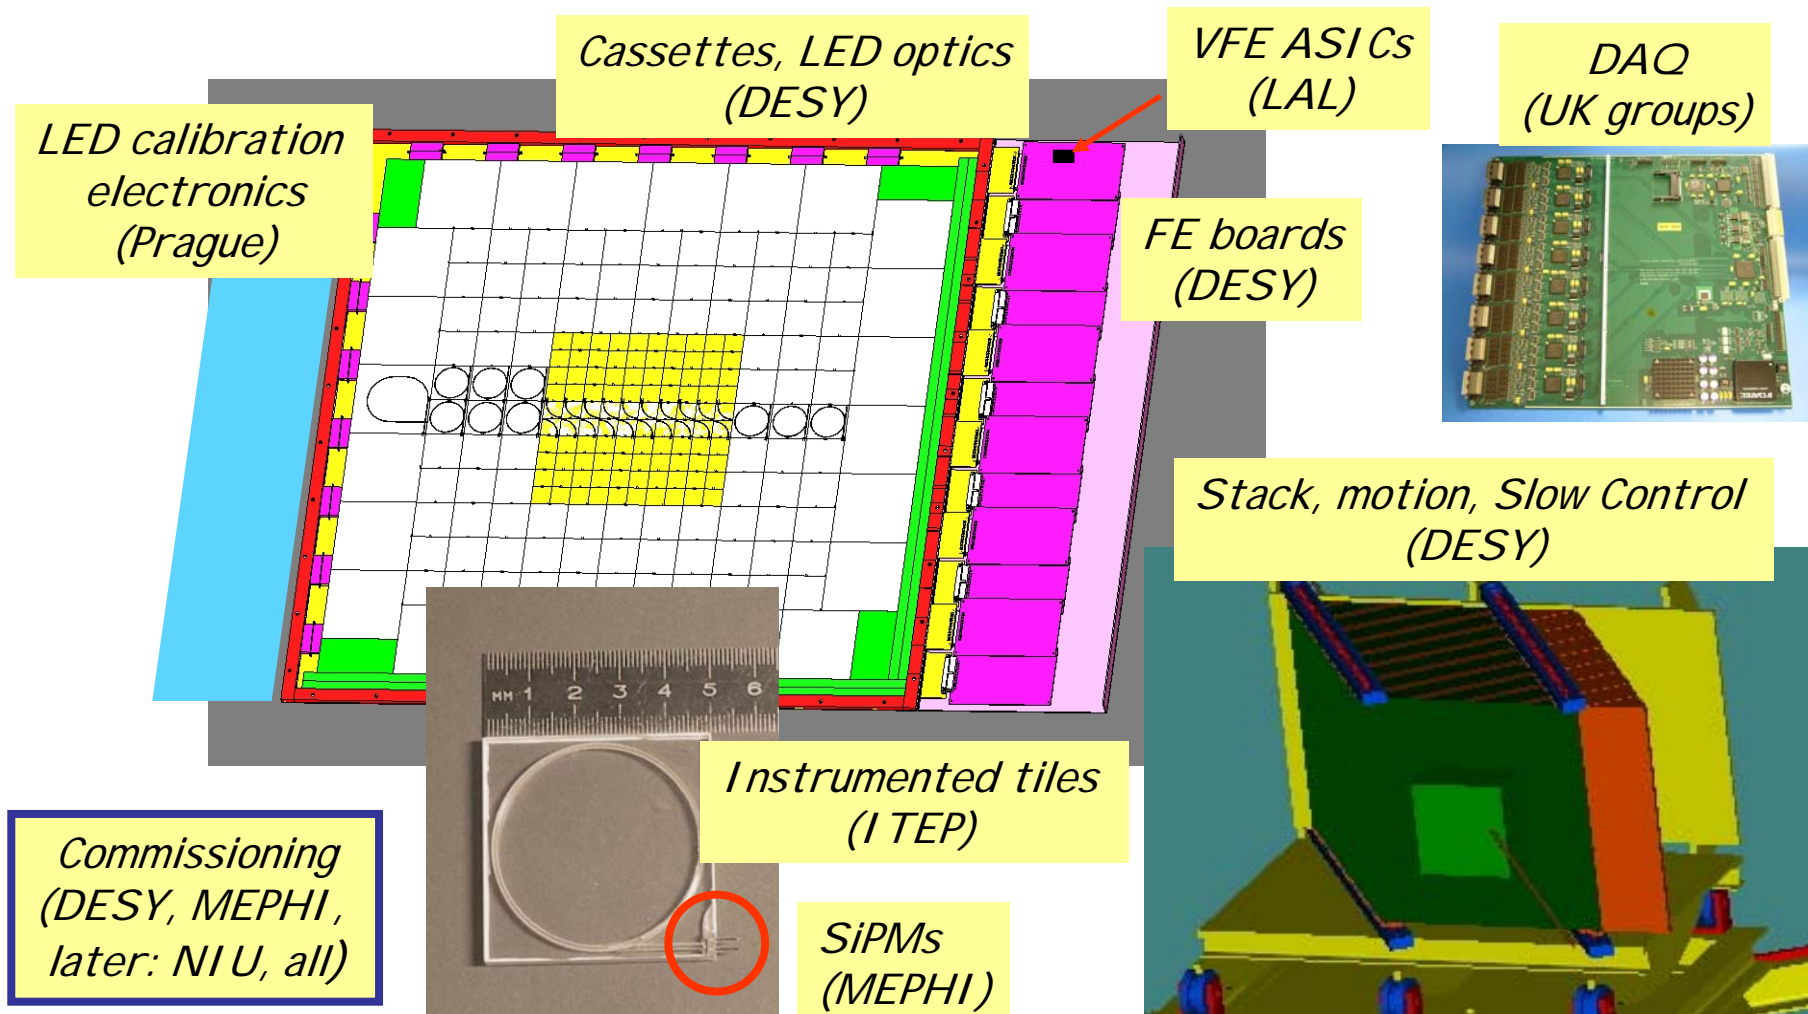 Cassettes, LED optics
(DESY)
VFE ASICs
(LAL)
DAQ
(UK groups)
LED calibration
electronics
(Prague)
FE boards
(DESY)
Stack, motion, Slow Control
(DESY)
MM 1 2 3 4 5 6
Instrumented tiles
(ITEP)
Commissioning
(DESY, MEPHI,
later: NIU, all)
SiPMs
(MEPHI)